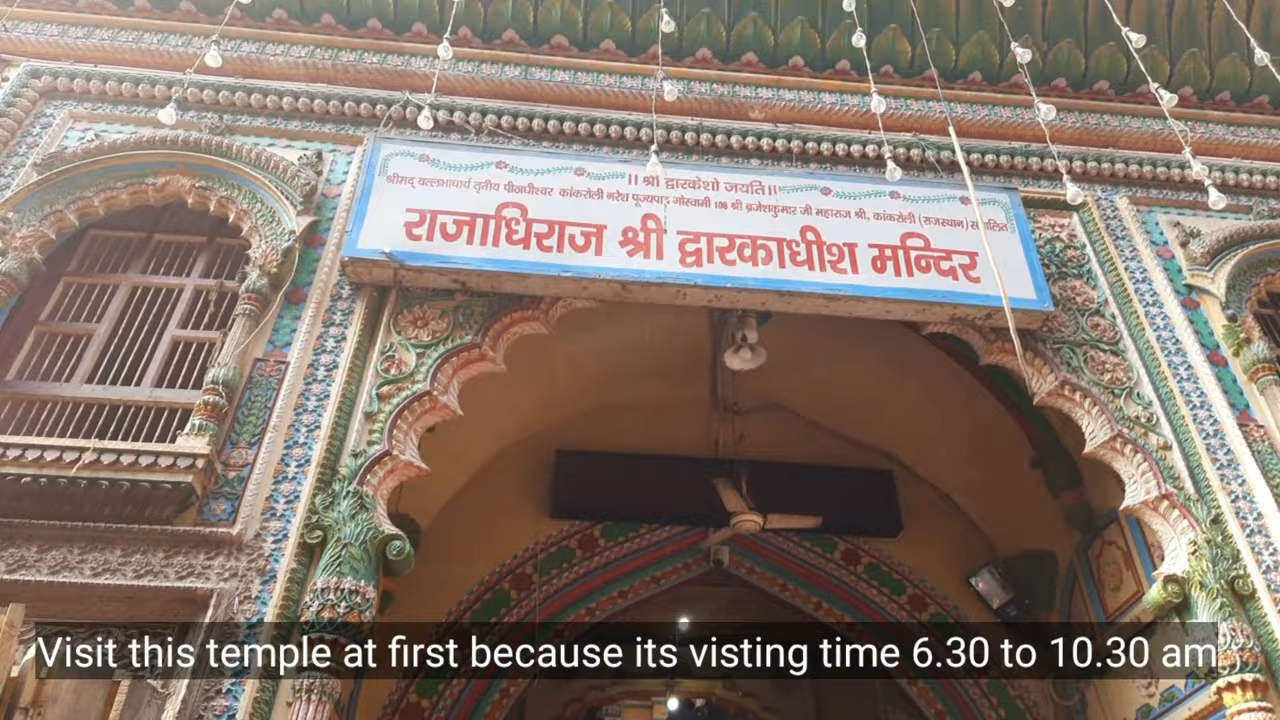 ।। श्री द्वारकेशो जयति।।
श्रीमद् वल्लभाचार्य तृतीय पीठाधीश्वर कांकरोली नरेश पूज्यपाद गोस्वामी 108 श्री ब्रजेशकुमार जी महाराज श्री, कांकरोली (राजस्थान)
राजाधिराज श्री द्वारकाधीश मन्दिर
Visit this temple at first because its visting time 6.30 to 10.30 am